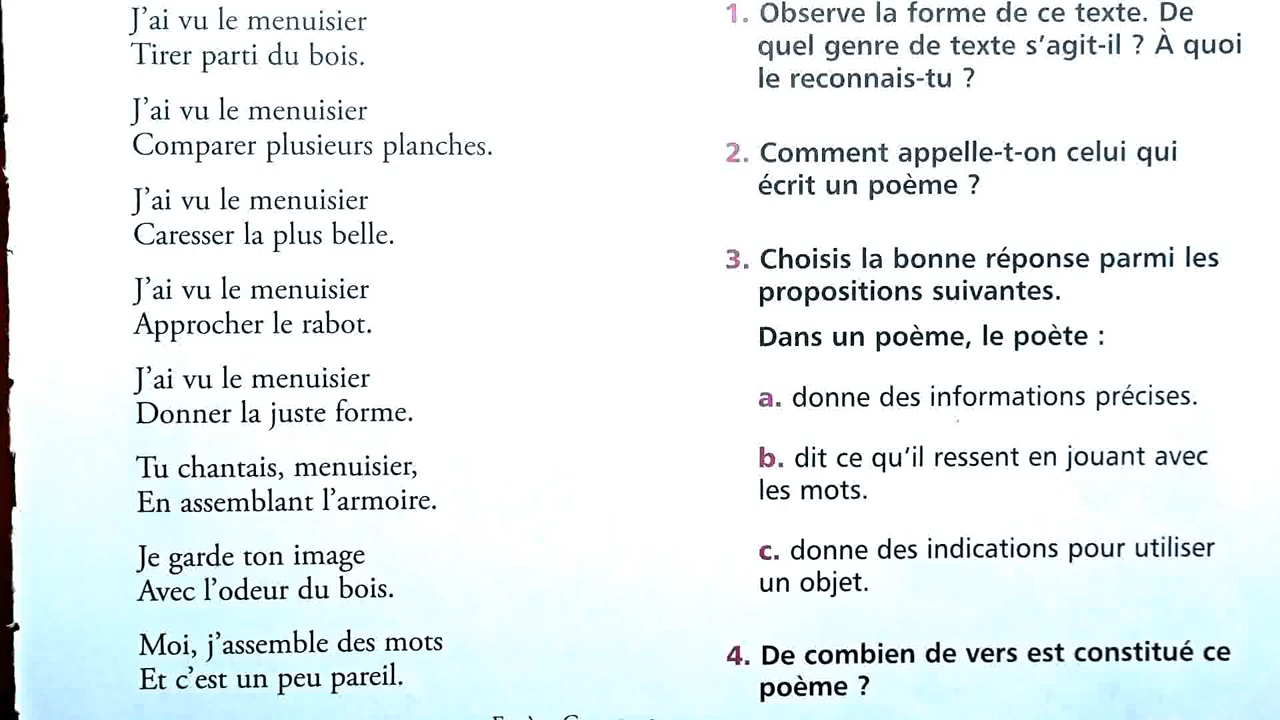 J'ai vu le menuisier
Tirer parti du bois.
J'ai vu le menuisier
Comparer plusieurs planches.
J'ai vu le menuisier
Caresser la plus belle.
J'ai vu le menuisier
Approcher le rabot.
J'ai vu le menuisier
Donner la juste forme.
Tu chantais, menuisier,
En assemblant l'armoire.
Je garde ton image
Avec l'odeur du bois.
Moi, j'assemble des mots
Et c'est un peu pareil.
1. Observe la forme de ce texte. De
quel genre de texte s'agit-il ? À quoi
le reconnais-tu ?
2. Comment appelle-t-on celui qui
écrit un poème ?
3. Choisis la bonne réponse parmi les
propositions suivantes.
Dans un poème, le poète :
a. donne des informations précises.
b. dit ce qu'il ressent en jouant avec
les mots.
c. donne des indications pour utiliser
un objet.
4. De combien de vers est constitué ce
poème ?